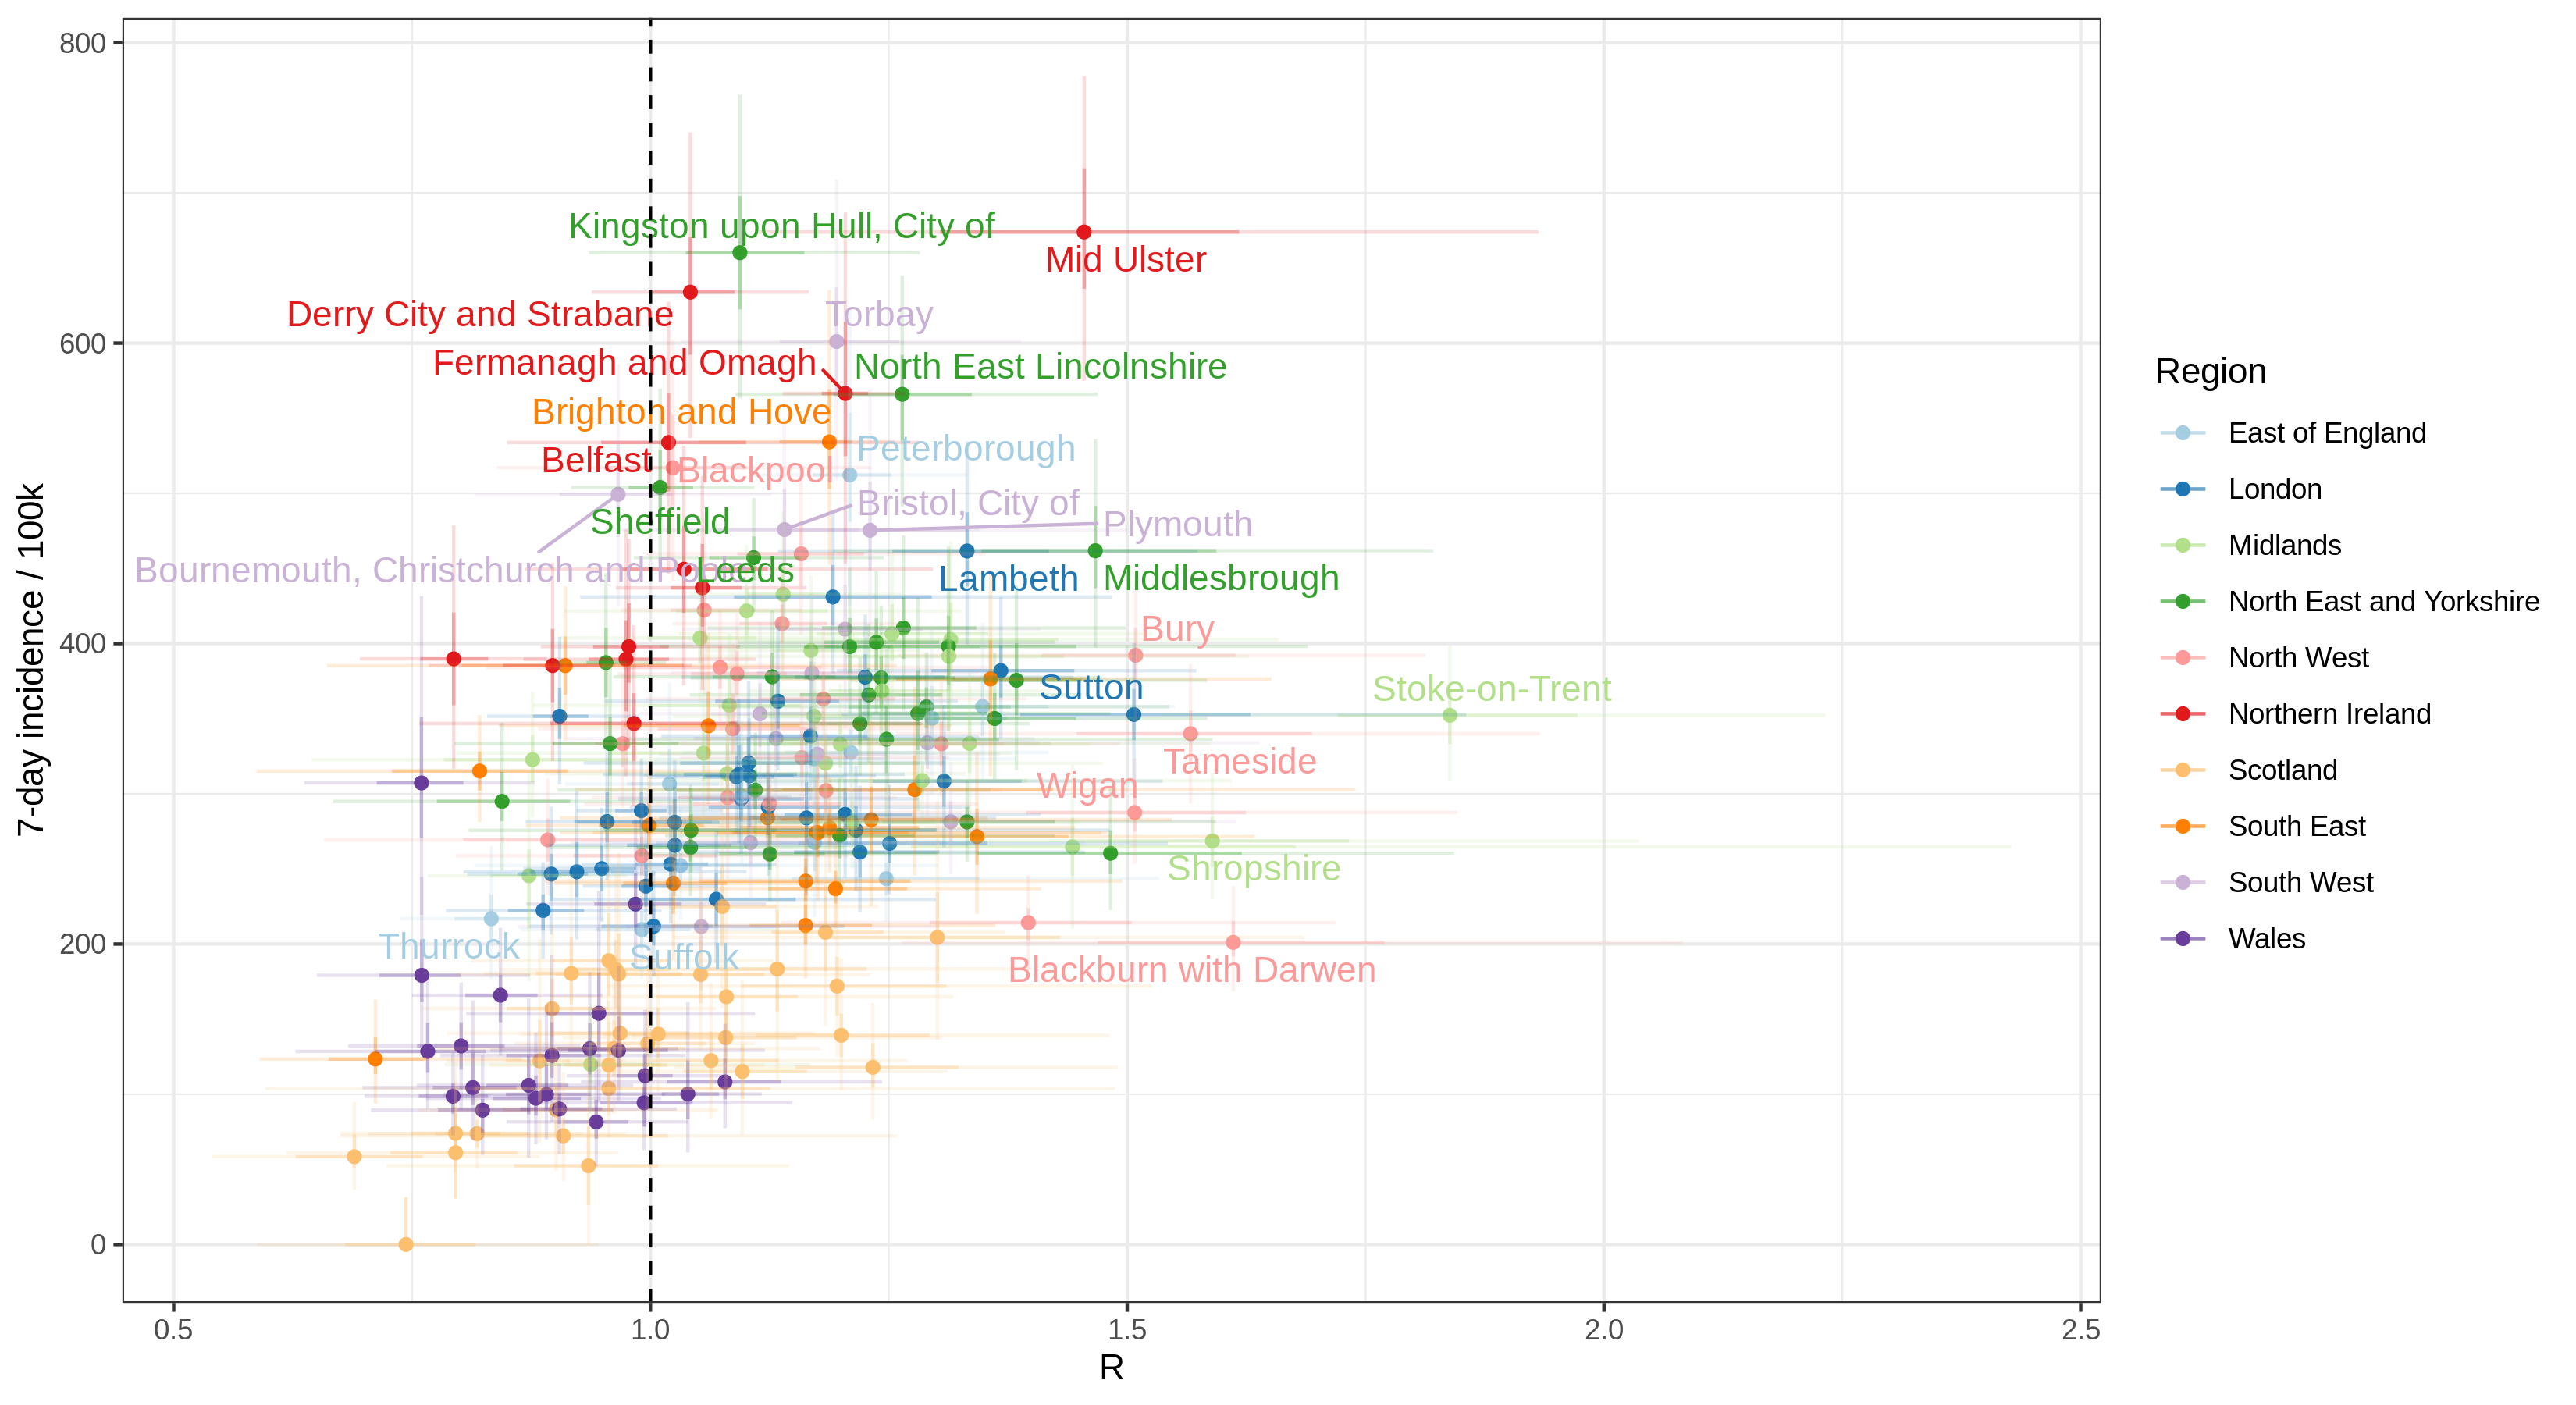 800
600
400
200
0
7-day incidence / 100k
Kingston upon Hull, City of
Mid Ulster
Derry City and Strabane
Torbay
Fermanagh and Omagh
North East Lincolnshire
Brighton and Hove
Peterborough
Belfast
Blackpool
Bristol, City of
Sheffield
Plymouth
Bournemouth, Christchurch and Poole
Leeds
Lambeth
Middlesbrough
Bury
Sutton
Stoke-on-Trent
Tameside
Wigan
Shropshire
Thurrock
Suffolk
Blackburn with Darwen
0.5
1.0
1.5
2.0
2.5
R
Region
East of England
London
Midlands
North East and Yorkshire
North West
Northern Ireland
Scotland
South East
South West
Wales